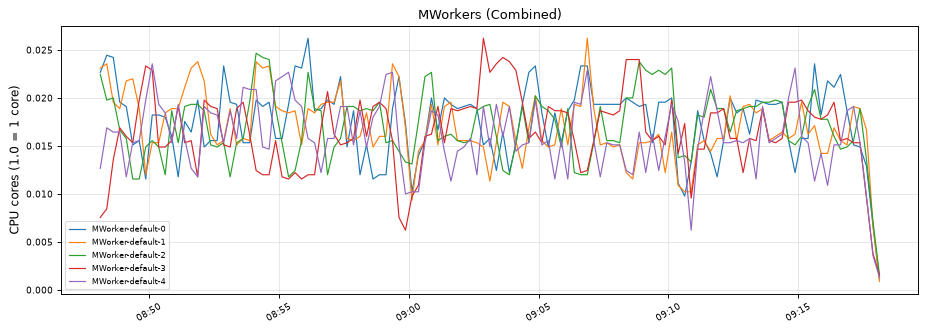 MWorkers (Combined)
CPU cores (1.0 = 1 core)
0.025
0.020
0.015
0.010
0.005
0.000
MWorker-default-0
MWorker-default-1
MWorker-default-2
MWorker-default-3
MWorker-default-4
08:50
08:55
09:00
09:05
09:10
09:15